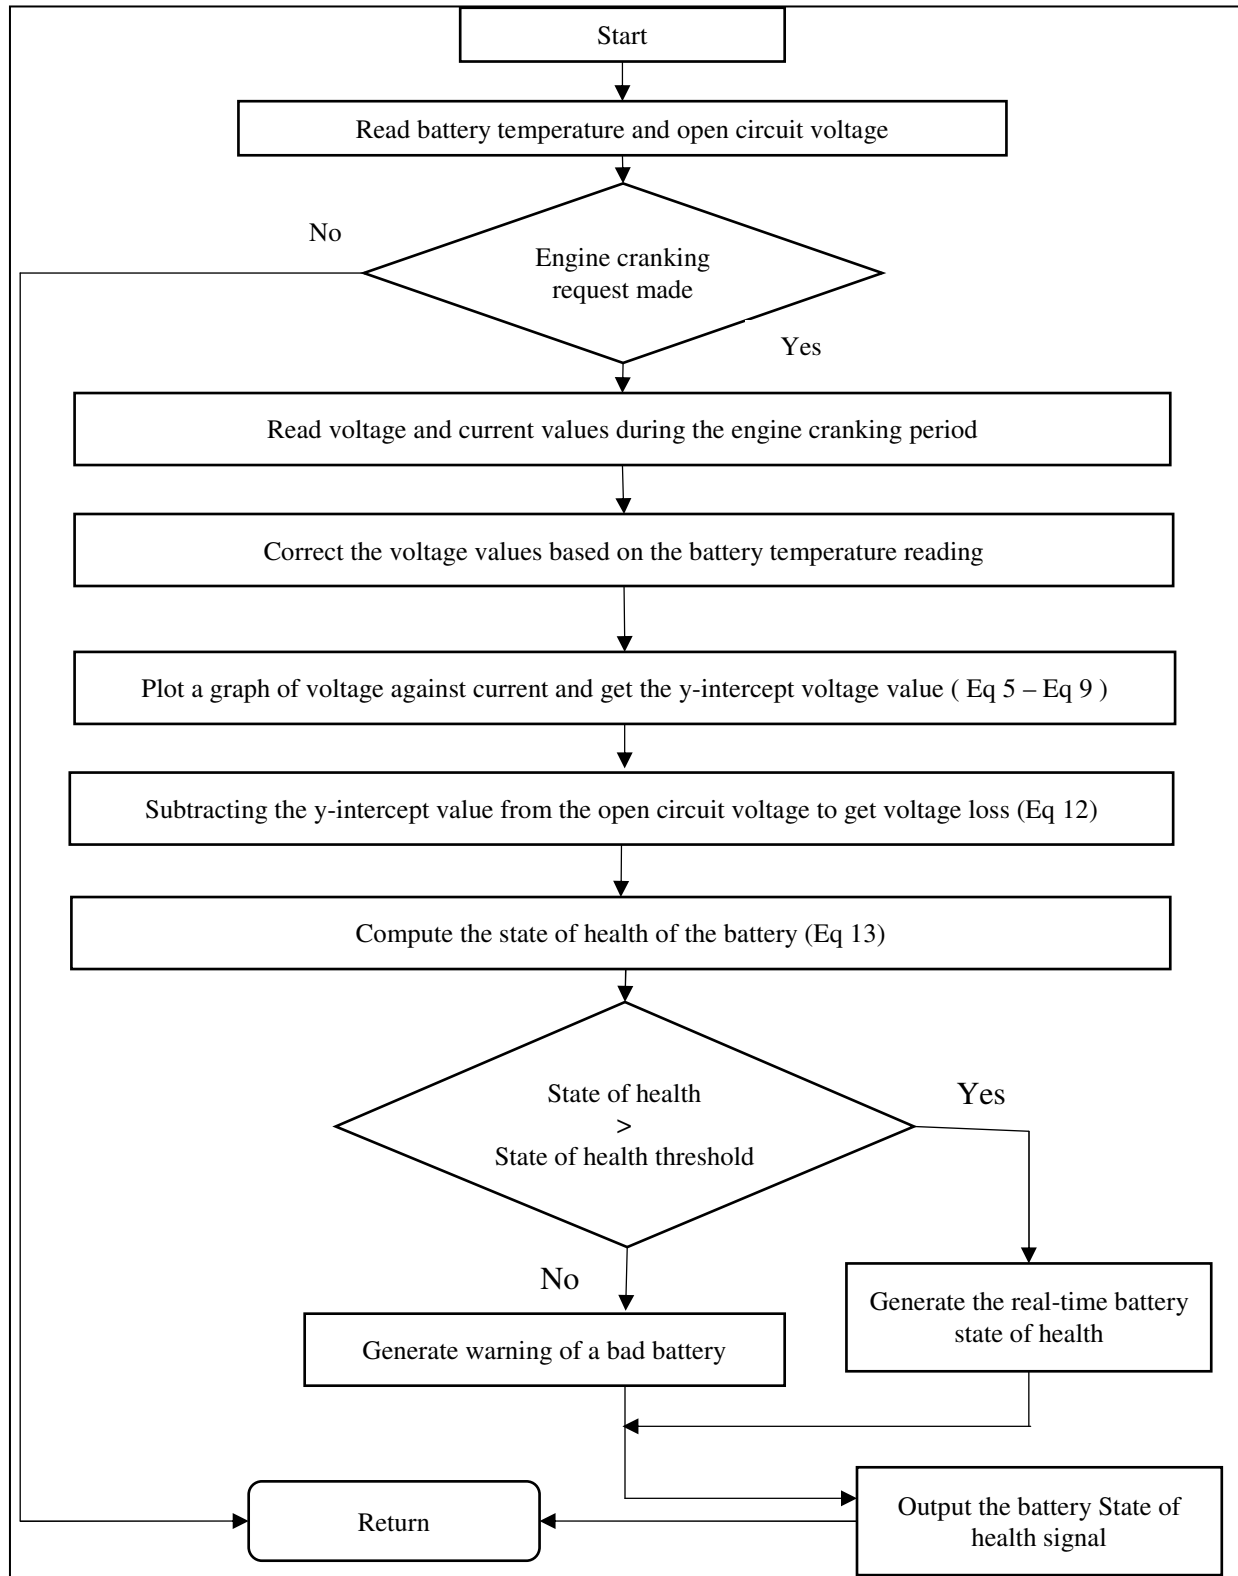 Start
Read battery temperature and open circuit voltage
No
Engine cranking
request made
Yes
Read voltage and current values during the engine cranking period
Correct the voltage values based on the battery temperature reading
Plot a graph of voltage against current and get the y-intercept voltage value ( Eq 5 – Eq 9 )
Subtracting the y-intercept value from the open circuit voltage to get voltage loss (Eq 12)
Compute the state of health of the battery (Eq 13)
State of health
>
State of health threshold
Yes
No
Generate the real-time battery
state of health
Generate warning of a bad battery
Return
Output the battery State of
health signal